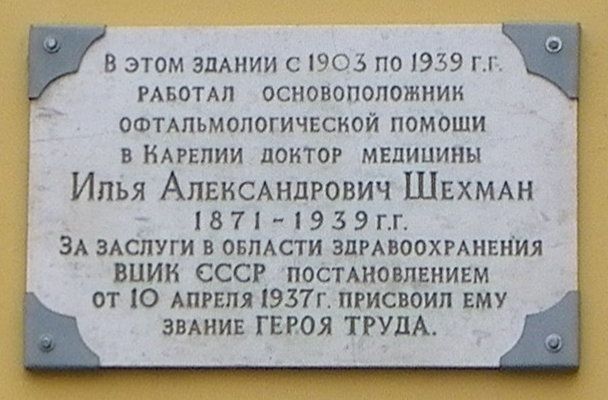 В ЭТОМ ЗДАНИИ С 1903 ПО 1939 Г.Г.
РАБОТАЛ ОСНОВОПОЛОЖНИК
ОФТАЛЬМОЛОГИЧЕСКОЙ ПОМОЩИ
В КАРЕЛИИ ДОКТОР МЕДИЦИНЫ
ИЛЬЯ АЛЕКСАНДРОВИЧ ШЕХМАН
1871-1939 Г.Г.
ЗА ЗАСЛУГИ В ОБЛАСТИ ЗДРАВООХРАНЕНИЯ
ВЦИК СССР ПОСТАНОВЛЕНИЕМ
ОТ 10 АПРЕЛЯ 1937Г. ПРИСВОИЛ ЕМУ
ЗВАНИЕ ГЕРОЯ ТРУДА.